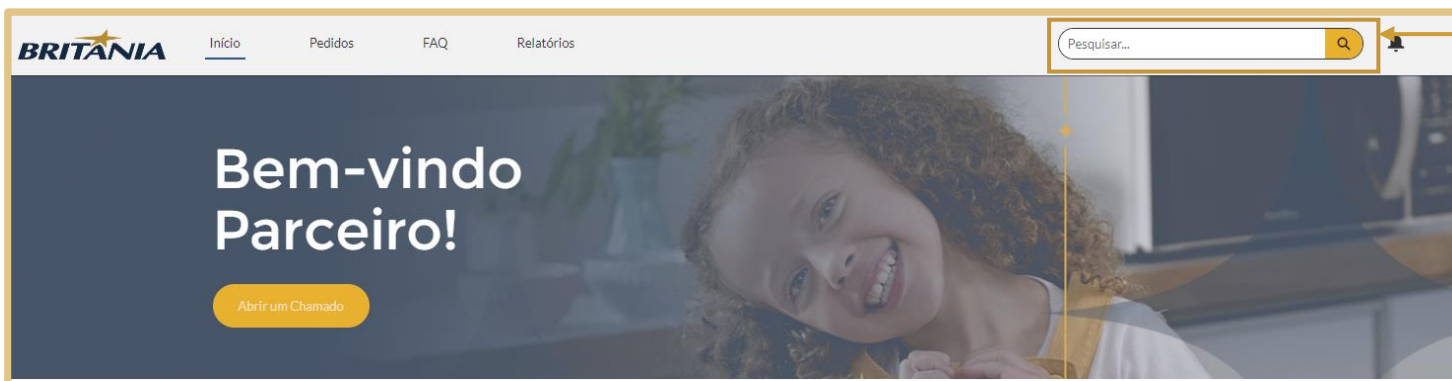 BRITANIA
Início Pedidos FAQ Relatórios Pesquisar...
Bem-vindo
Parceiro!
Abrir um Chamado